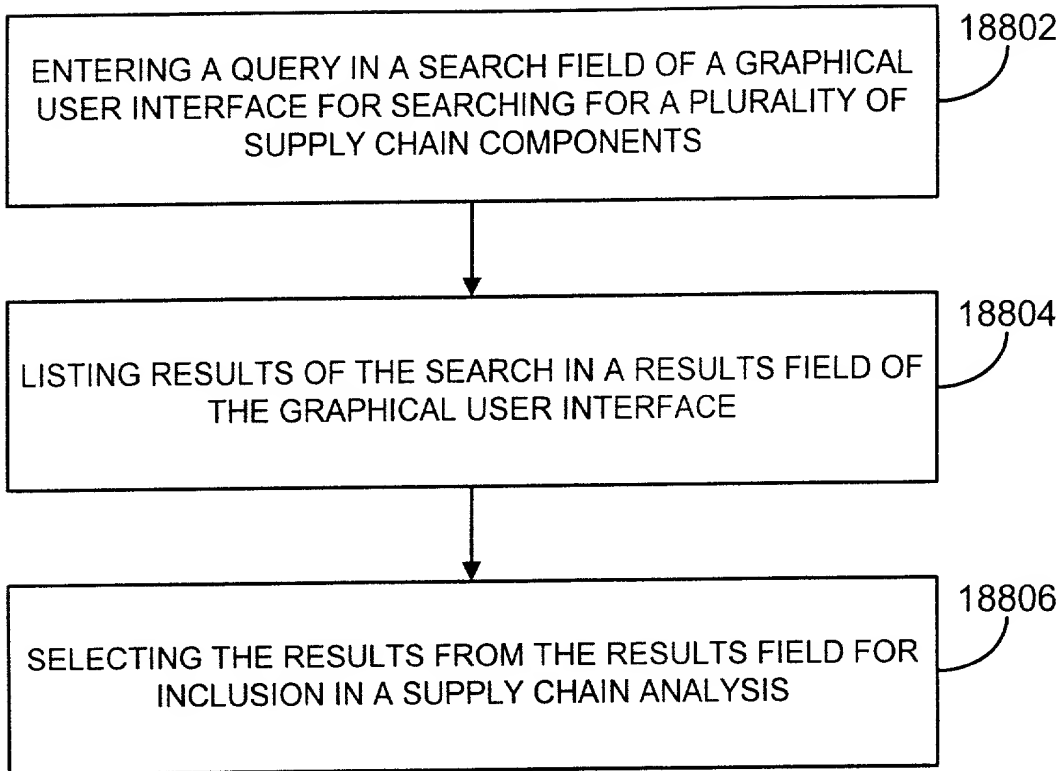 18802
ENTERING A QUERY IN A SEARCH FIELD OF A GRAPHICAL
USER INTERFACE FOR SEARCHING FOR A PLURALITY OF
SUPPLY CHAIN COMPONENTS
18804
LISTING RESULTS OF THE SEARCH IN A RESULTS FIELD OF
THE GRAPHICAL USER INTERFACE
18806
SELECTING THE RESULTS FROM THE RESULTS FIELD FOR
INCLUSION IN A SUPPLY CHAIN ANALYSIS